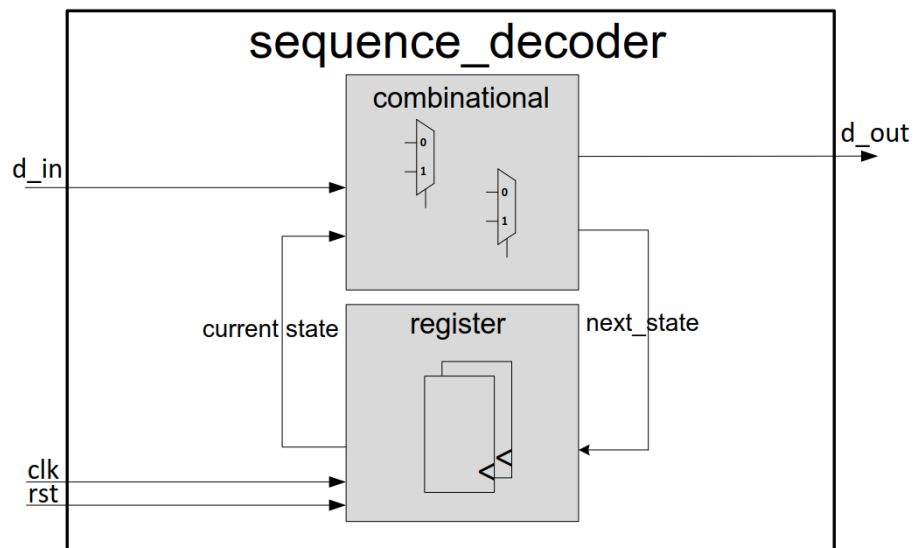 sequence_decoder
combinational
0
1
0
1
d_in
d_out
current state
register
next_state
<
<
clk
rst